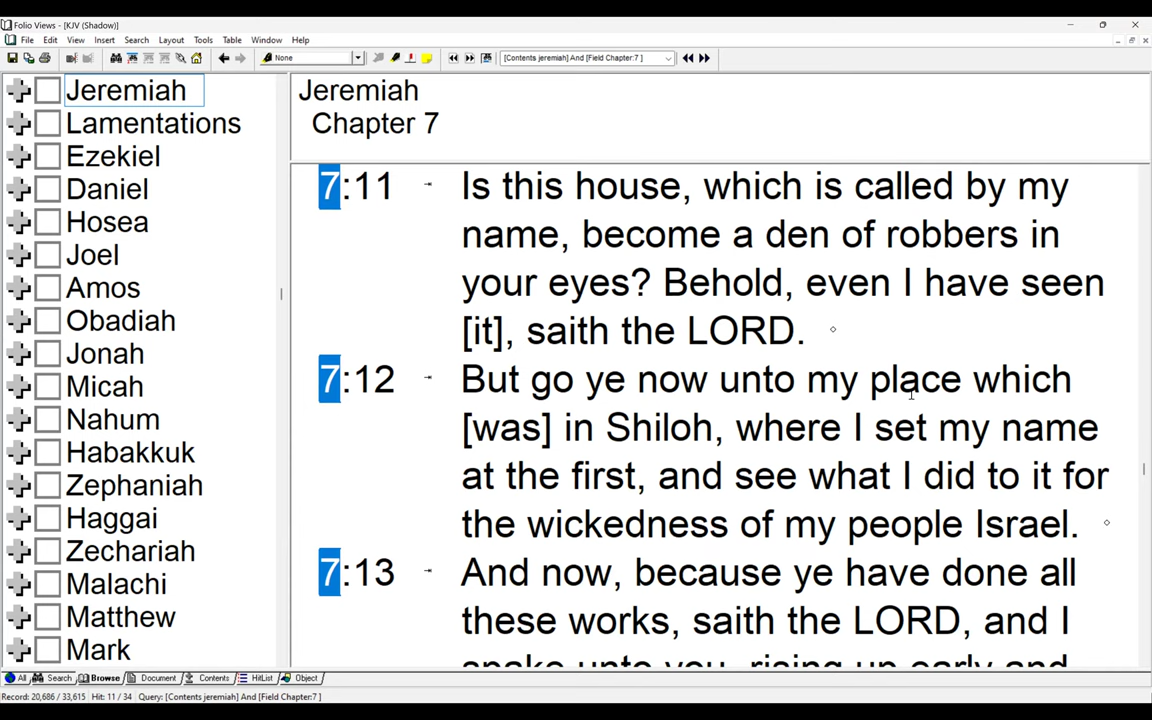 Folio Views - [KJV (Shadow)]
File Edit View Insert Search Layout Tools Table Window Help
None
[Contents jeremiah] And [Field Chapter:7 ]
Jeremiah
Lamentations
Ezekiel
Daniel
Hosea
Joel
Amos
Obadiah
Jonah
Micah
Nahum
Habakkuk
Zephaniah
Haggai
Zechariah
Malachi
Matthew
Mark
Jeremiah
Chapter 7
7:11 Is this house, which is called by my
name, become a den of robbers in
your eyes? Behold, even I have seen
[it], saith the LORD.
7:12 But go ye now unto my place which
[was] in Shiloh, where I set my name
at the first, and see what I did to it for
the wickedness of my people Israel.
7:13 And now, because ye have done all
these works, saith the LORD, and I
spake unto you, rising up early and
All Search Browse Document Contents HitList Object
Record: 20,686 / 33,615 Hit: 11 / 34 Query: [Contents jeremiah] And [Field Chapter:7 ]